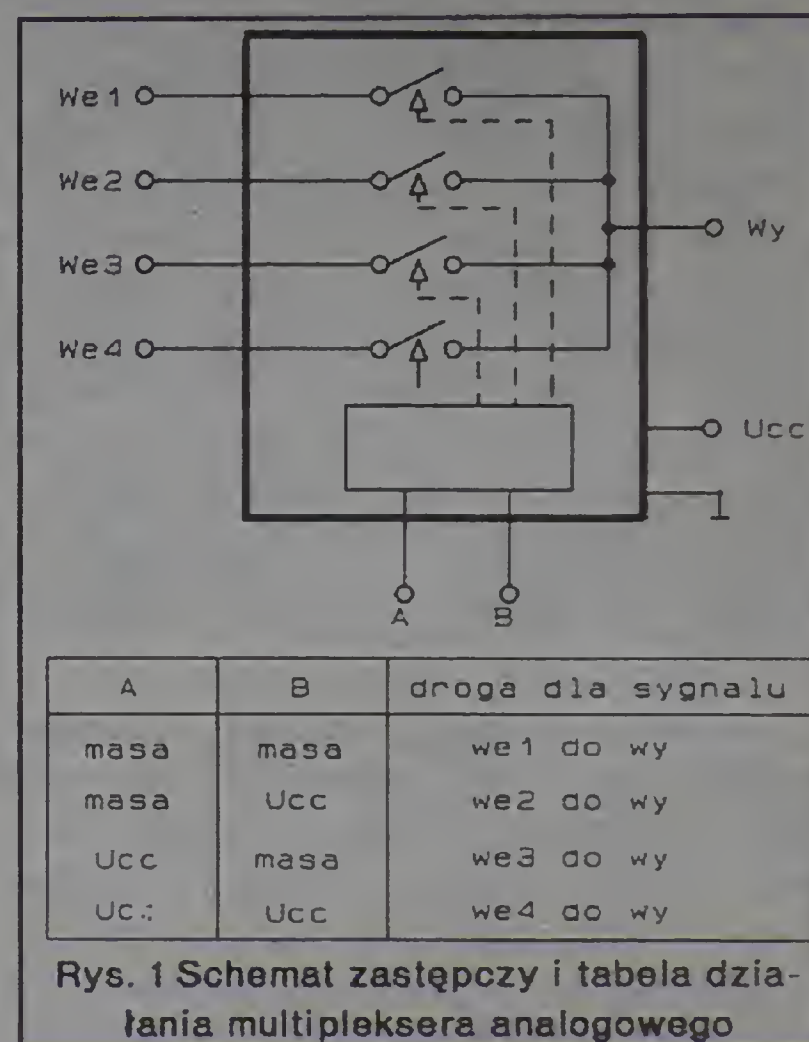 We1
We2
Wy
We3
We4
Ucc
A B
A B droga dla sygnalu
masa masa we1 do wy
masa Ucc we2 do wy
Ucc masa we3 do wy
Uc.: Ucc we4 do wy
Rys. 1 Schemat zastępczy i tabela dzia-
łania multipleksera analogowego